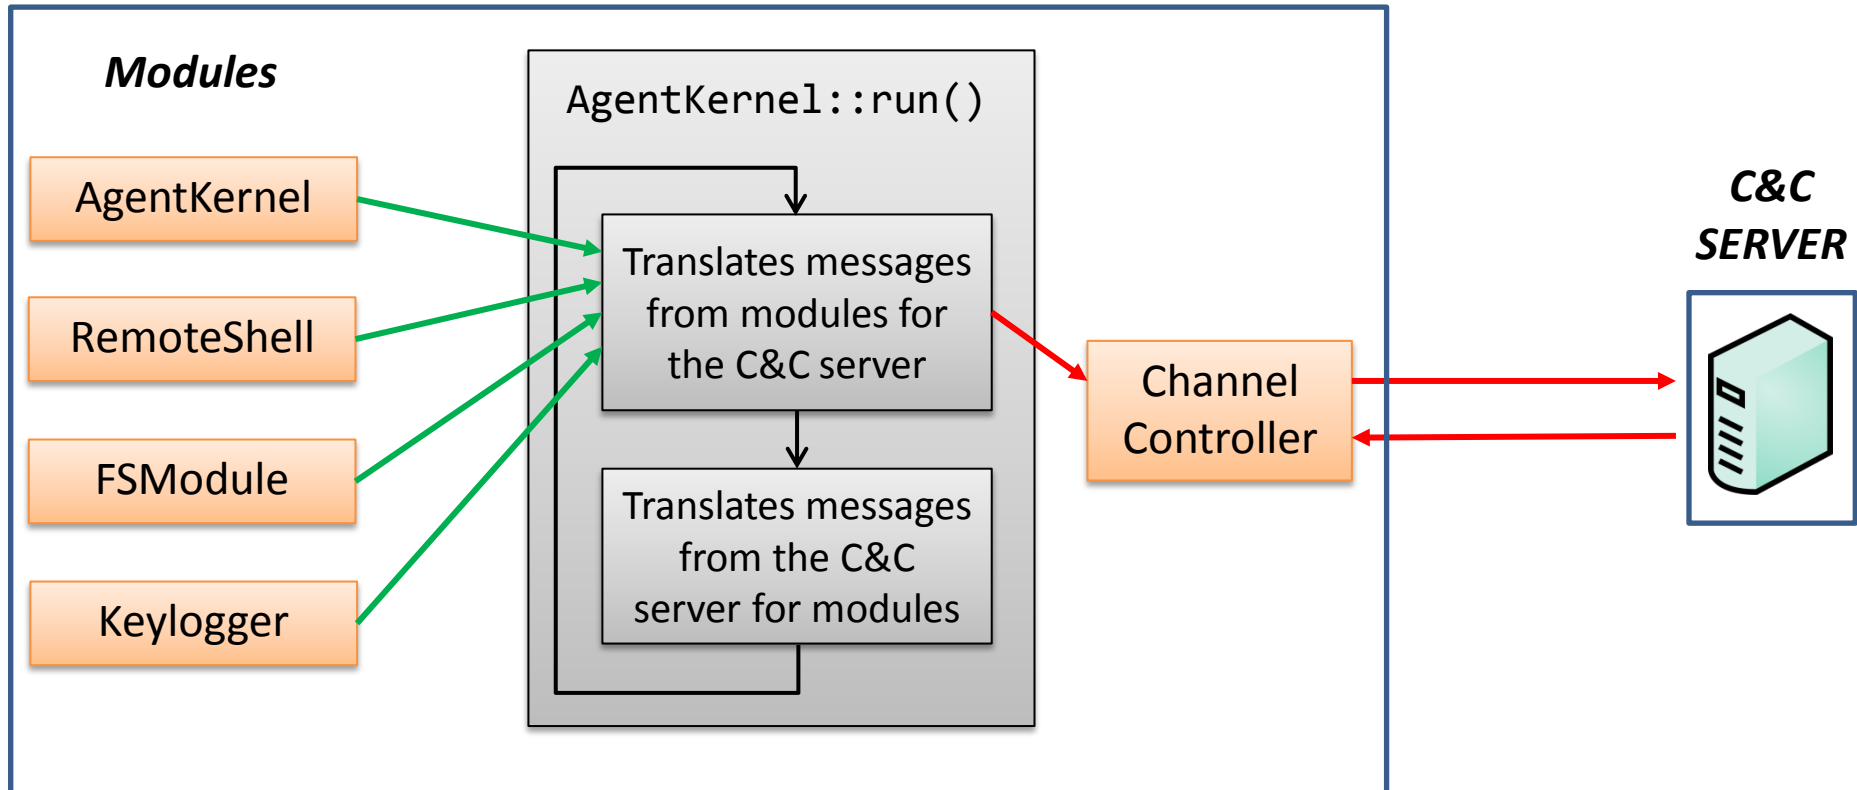 Modules
AgentKernel
RemoteShell
FSModule
Keylogger
AgentKernel::run()
Translates messages
from modules for
the C&C server
Translates messages
from the C&C
server for modules
Channel
Controller
C&C
SERVER